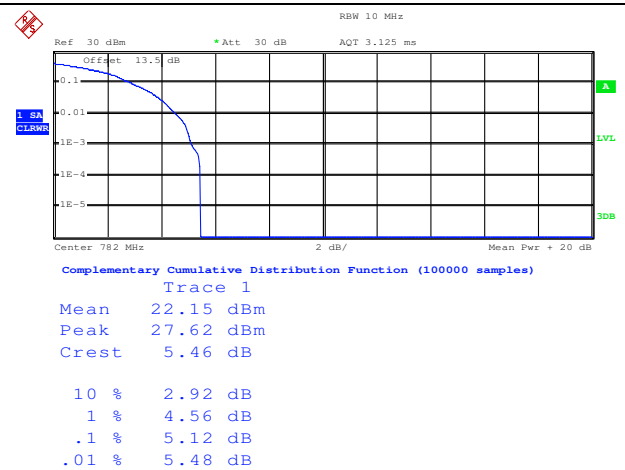 RBW 10 MHz
Ref 30 dBm * Att 30 dB AQT 3.125 ms
Offset 13.5 dB
0.1
A
0.01
1 SA
CLRWR
1E-3
LVL
1E-4
1E-5
3DB
Center 782 MHz 2 dB/ Mean Pwr + 20 dB
Complementary Cumulative Distribution Function (100000 samples)
Trace 1
Mean 22.15 dBm
Peak 27.62 dBm
Crest 5.46 dB
10 % 2.92 dB
1 % 4.56 dB
.1 % 5.12 dB
.01 % 5.48 dB